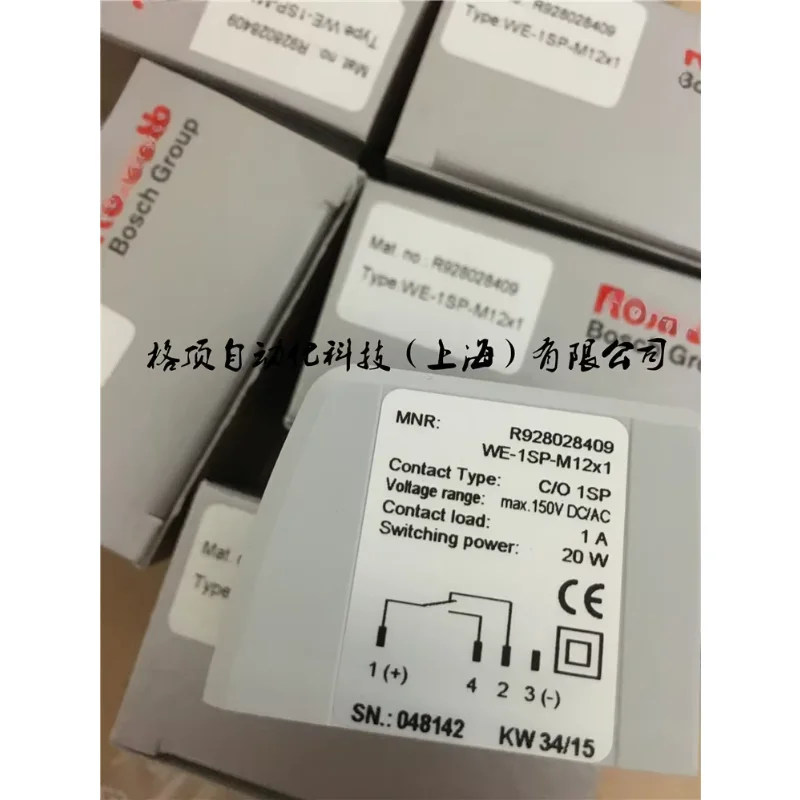 Mat. no.: R928028409
Type WE-1SP-M
R928028409
Type WE-1SP-M12x1
Bosch Group
Mat. no : R928028409
Type WE-1SP-M12x1
Bosch Grou
格顶自动化科技（上海）有限公司
MNR: R928028409
WE-1SP-M12x1
Contact Type: C/O 1SP
Voltage range: max.150V DC/AC
Contact load: 1 A
Switching power: 20 W
CE
1 (+) 4 2 3 (-)
SN.: 048142 KW 34/15
Mat.
Type